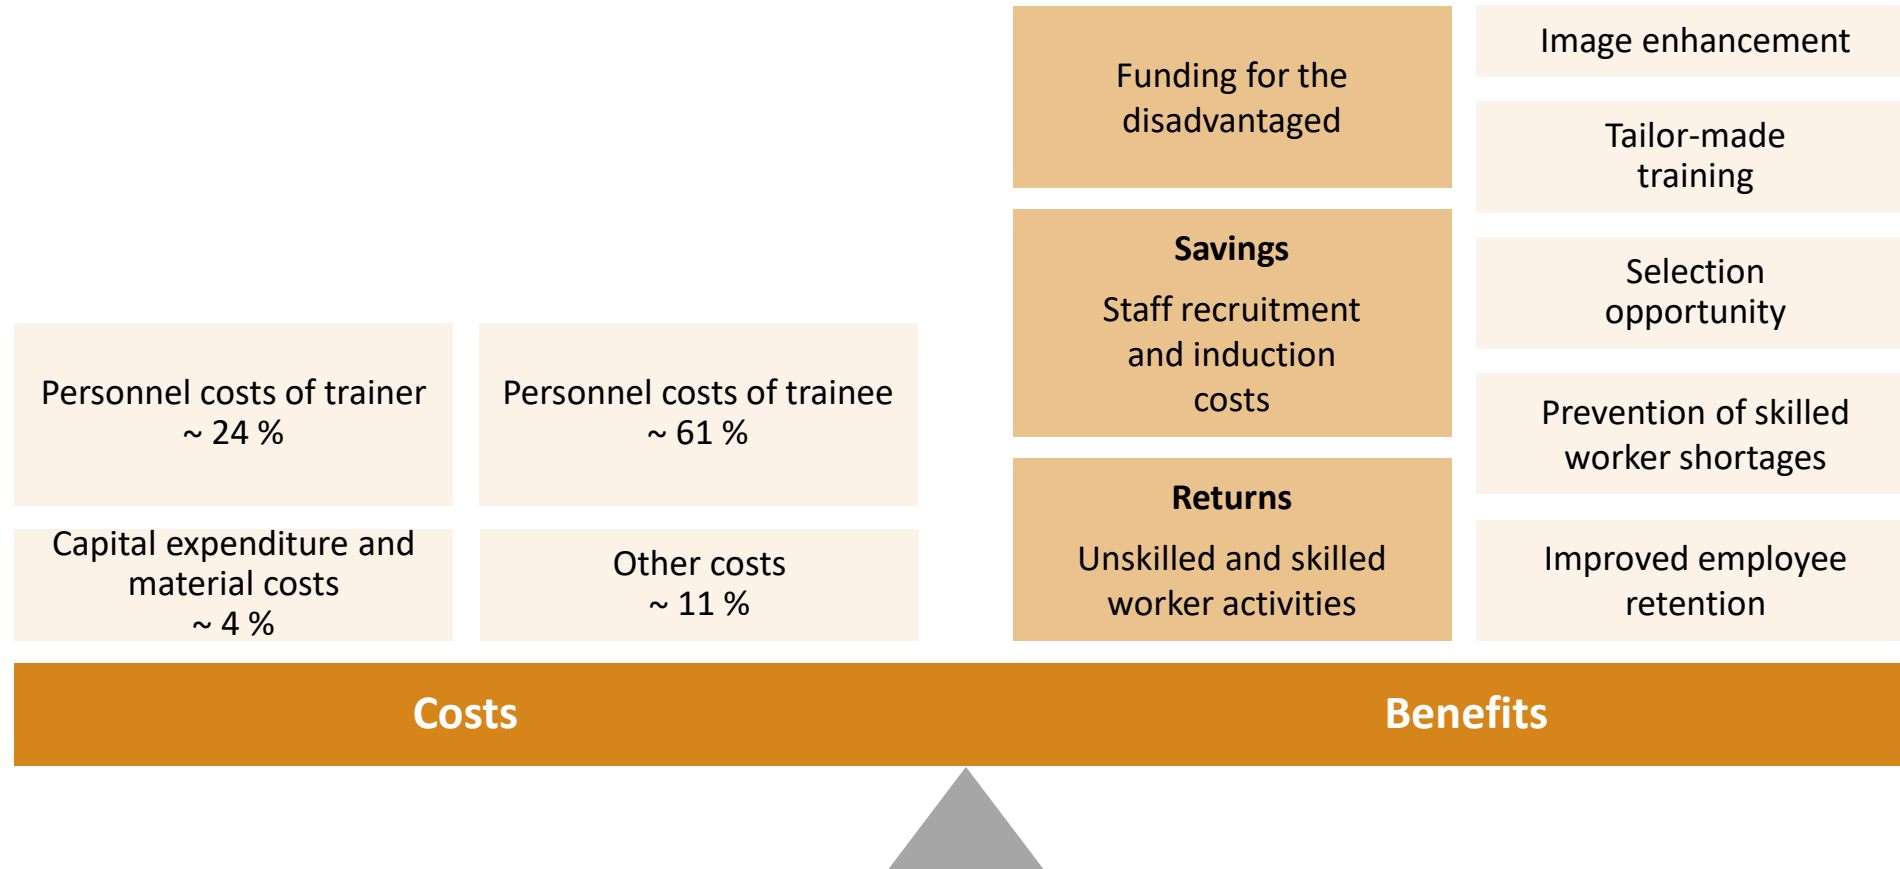 Personnel costs of trainer
~ 24 %
Personnel costs of trainee
~ 61 %
Capital expenditure and
material costs
~ 4 %
Other costs
~ 11 %
Funding for the
disadvantaged
Savings
Staff recruitment
and induction
costs
Returns
Unskilled and skilled
worker activities
Image enhancement
Tailor-made
training
Selection
opportunity
Prevention of skilled
worker shortages
Improved employee
retention
Costs
Benefits